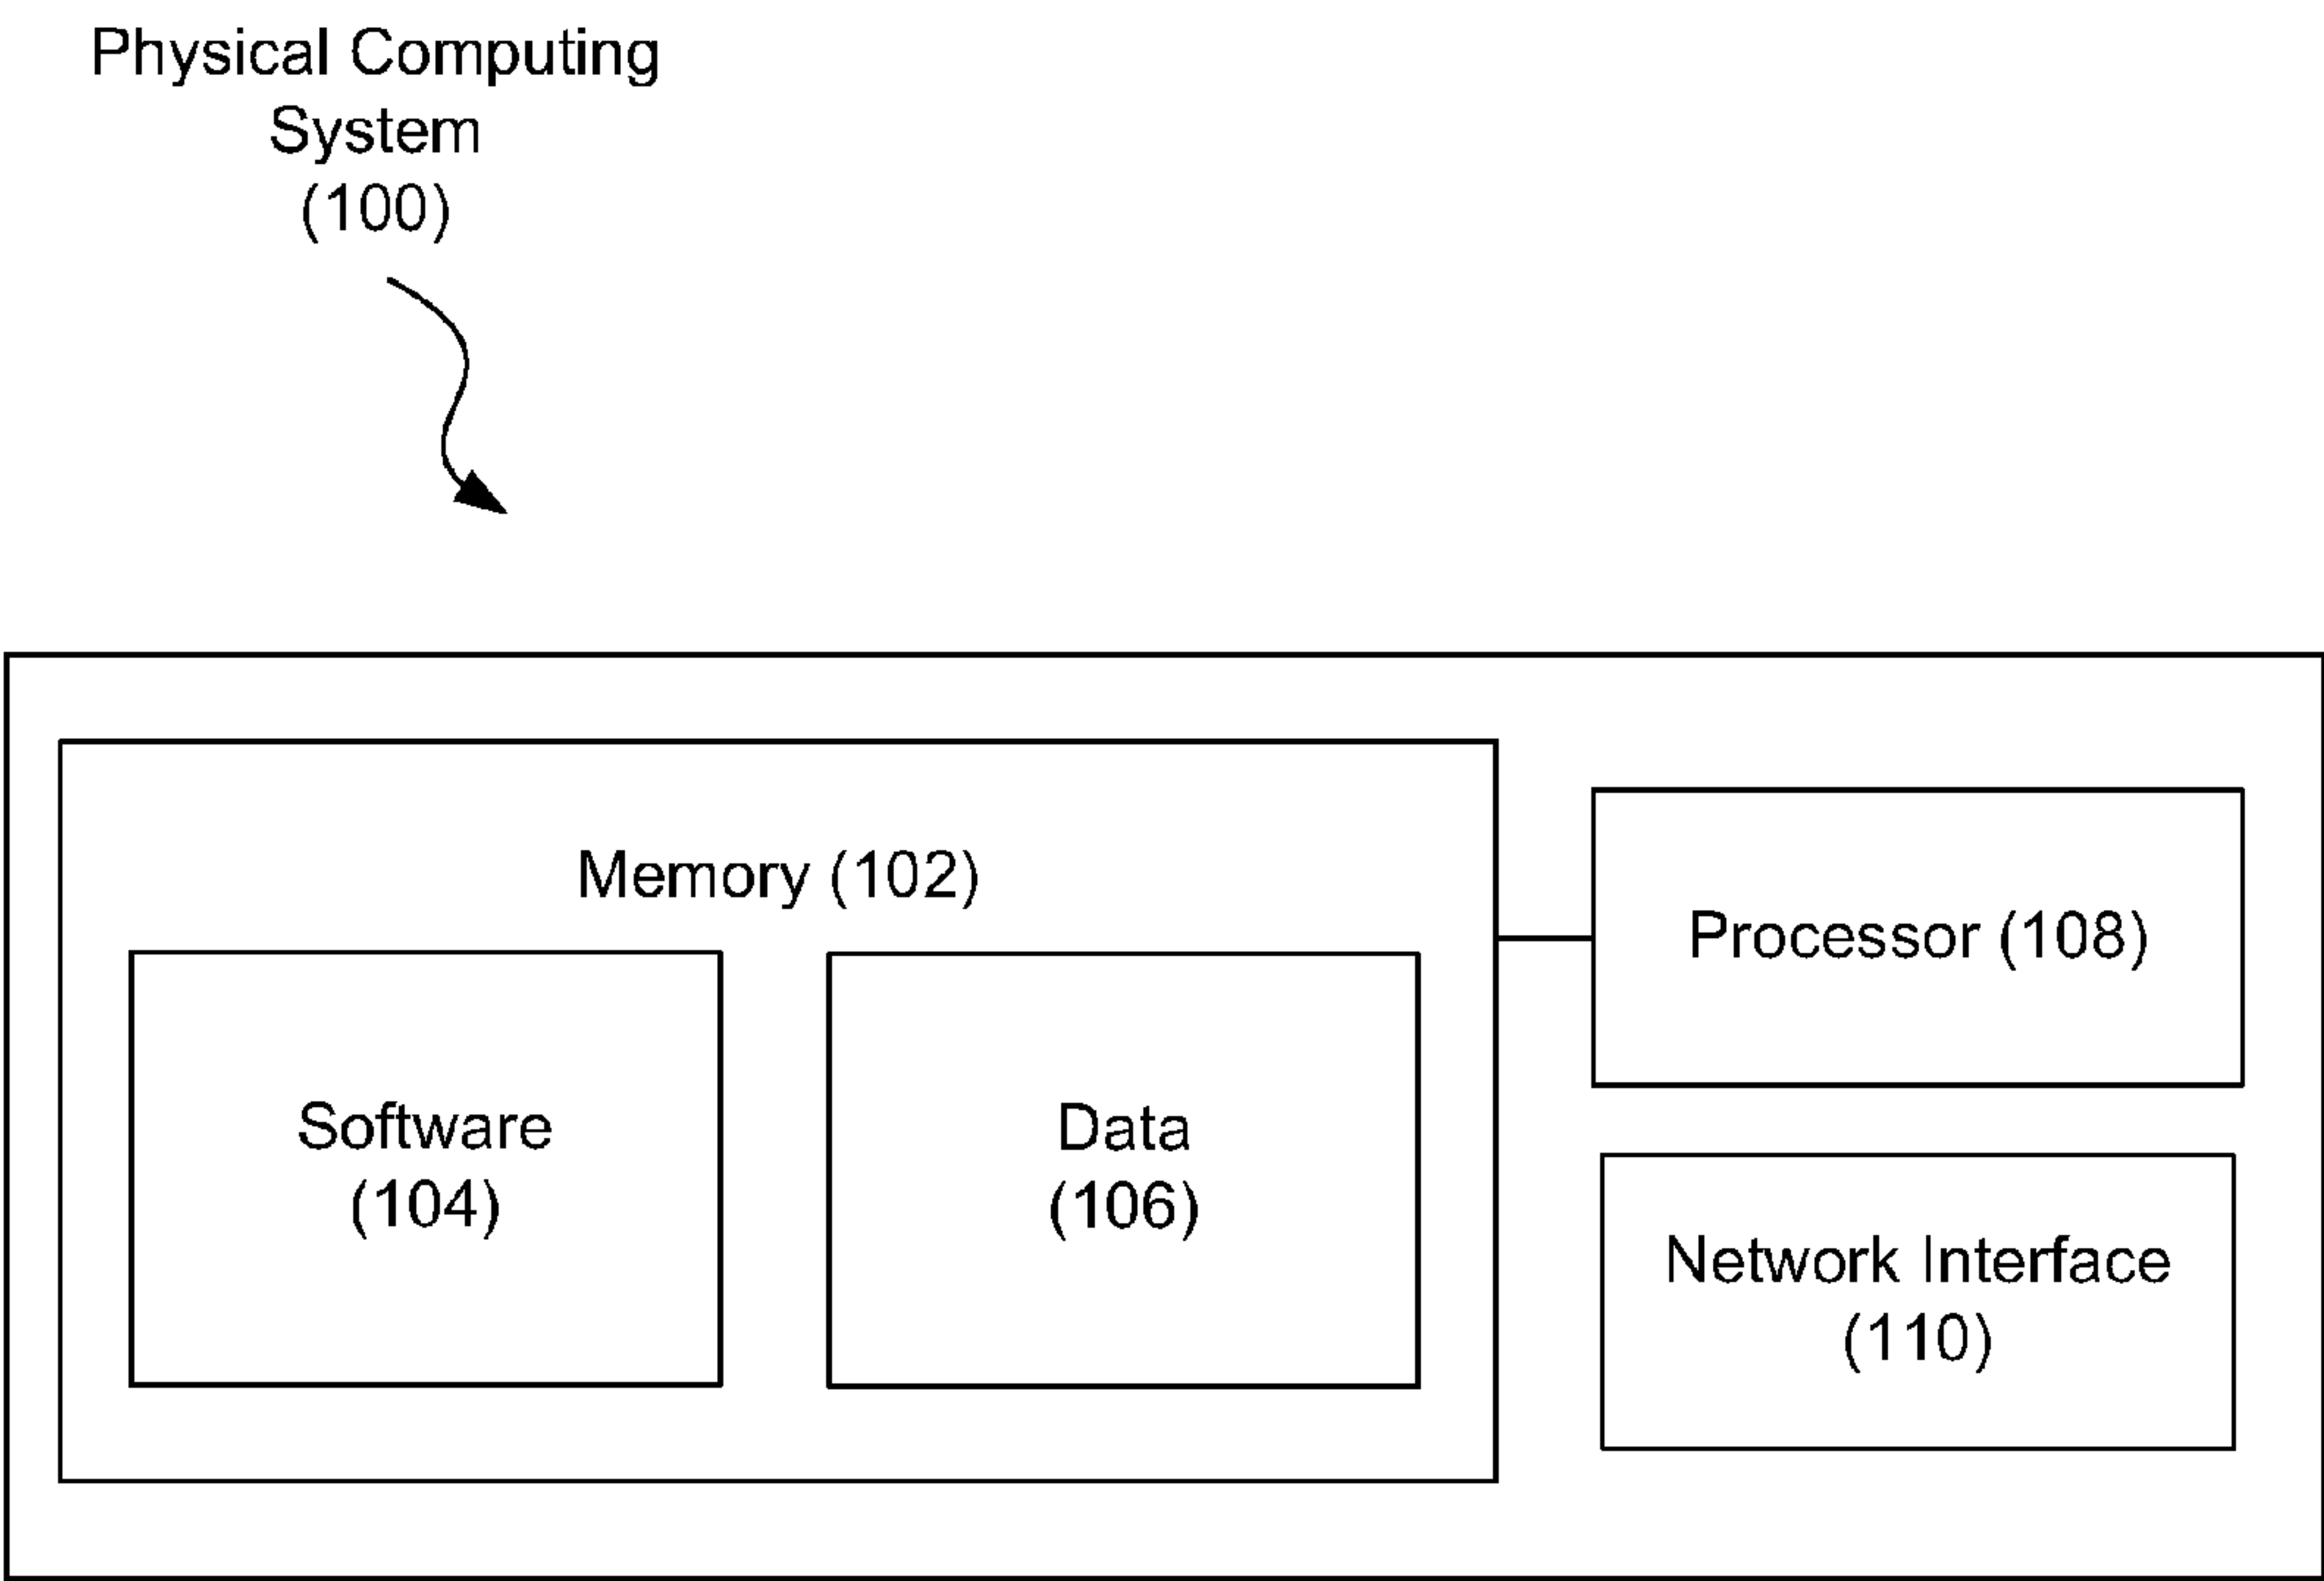 Physical Computing
System
(100)
Memory (102)
Processor (108)
Software
(104)
Data
(106)
Network Interface
(110)